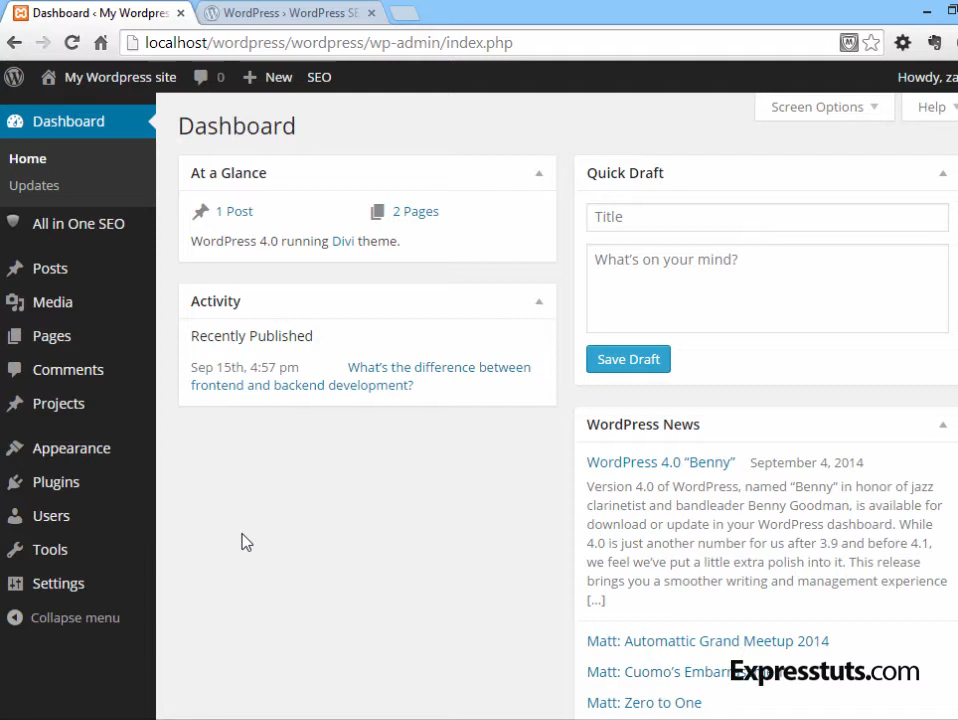 Dashboard ‹ My Wordpres
WordPress › WordPress SE
localhost/wordpress/wordpress/wp-admin/index.php
My Wordpress site 0 New SEO Howdy, za
Dashboard
Home
Updates
All in One SEO
Posts
Media
Pages
Comments
Projects
Appearance
Plugins
Users
Tools
Settings
Collapse menu
Screen Options Help
Dashboard
At a Glance
1 Post 2 Pages
WordPress 4.0 running Divi theme.
Activity
Recently Published
Sep 15th, 4:57 pm What's the difference between
frontend and backend development?
Quick Draft
Title
What's on your mind?
Save Draft
WordPress News
WordPress 4.0 “Benny” September 4, 2014
Version 4.0 of WordPress, named “Benny” in honor of jazz
clarinetist and bandleader Benny Goodman, is available for
download or update in your WordPress dashboard. While
4.0 is just another number for us after 3.9 and before 4.1,
we feel we've put a little extra polish into it. This release
brings you a smoother writing and management experience
[...]
Matt: Automattic Grand Meetup 2014
Matt: Cuomo's
Expresstuts.com
Matt: Zero to One